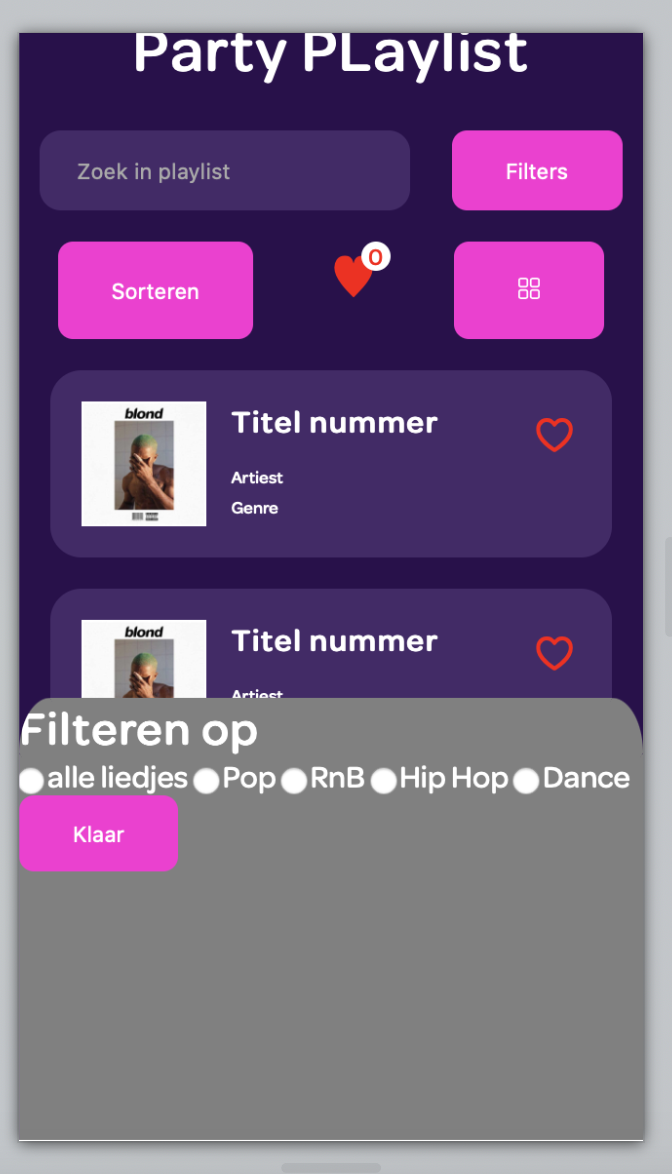 Party PLaylist
Zoek in playlist
Filters
Sorteren
0
blond
Titel nummer
Artiest
Genre
blond
Titel nummer
Artiest
Filteren op
alle liedjes Pop RnB Hip Hop Dance
Klaar